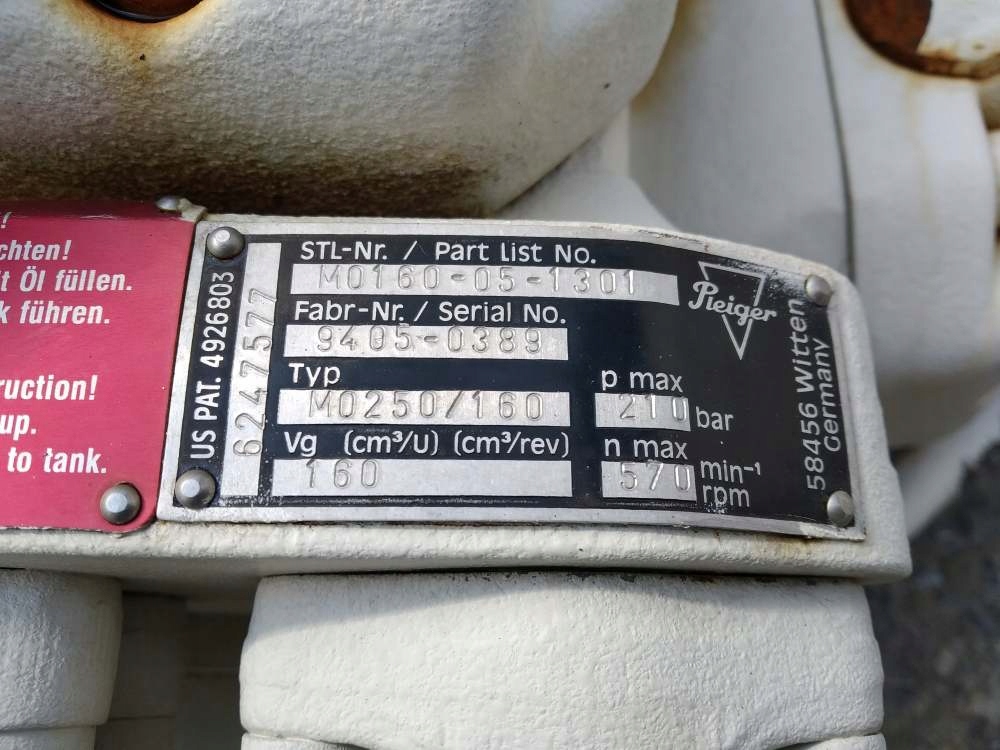 !
chten!
t Öl füllen.
k führen.
ruction!
up.
to tank.
US PAT. 4926803
6247577
STL-Nr. / Part List No.
M0160-05-1301
Fabr-Nr. / Serial No.
9405-0389
Typ
M0250/160
Vg (cm³/U) (cm³/rev)
160
p max
210 bar
n max
570 min⁻¹
rpm
Pleiger
58456 Witten
Germany